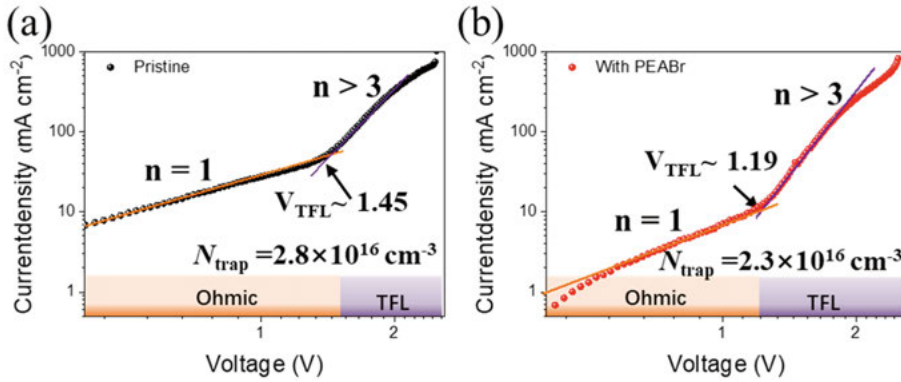 (a)
1000
100
10
1
Currentdensity (mA cm⁻²)
Pristine
n > 3
n = 1
V_TFL~ 1.45
N_trap =2.8×10¹⁶ cm⁻³
Ohmic
TFL
1
2
Voltage (V)
(b)
1000
100
10
1
Currentdensity (mA cm⁻²)
With PEABr
n > 3
V_TFL~ 1.19
n = 1
N_trap =2.3×10¹⁶ cm⁻³
Ohmic
TFL
1
2
Voltage (V)